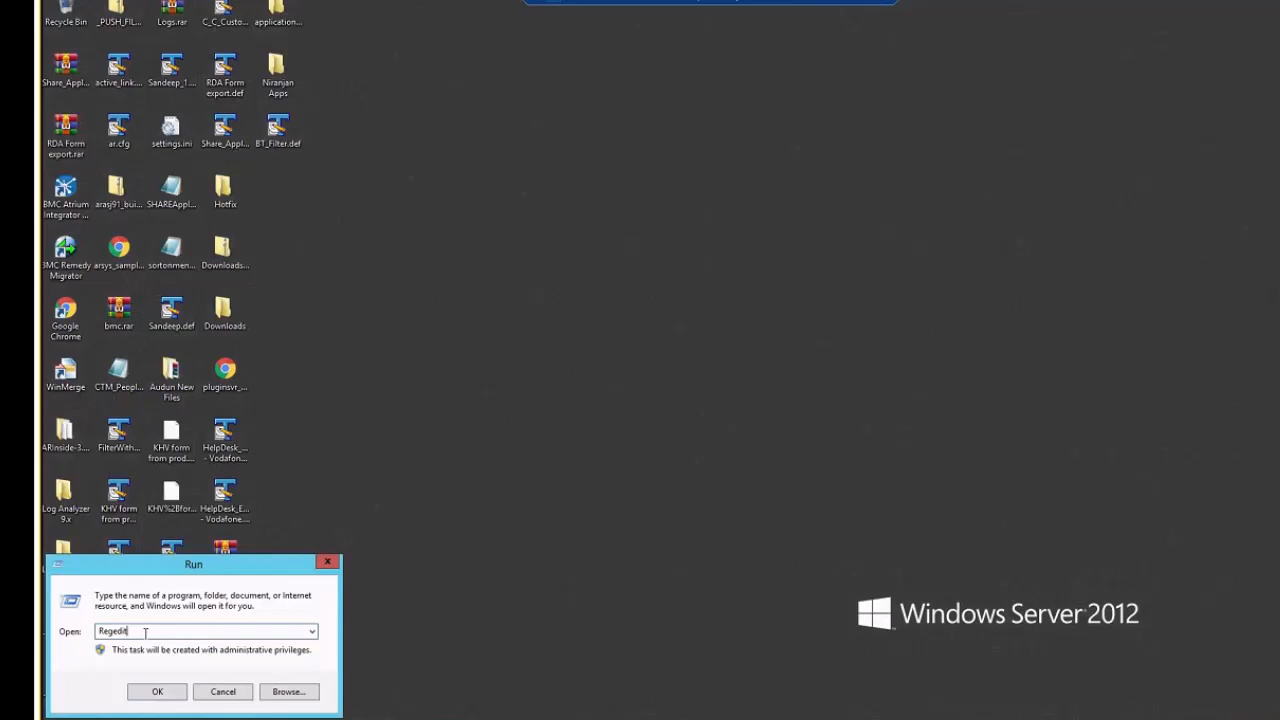 Recycle Bin
_PUSH_FIL...
Logs.rar
C_C_Custo...
application...
Share_Appl...
active_link....
Sandeep_1....
RDA Form
export.def
Niranjan
Apps
RDA Form
export.rar
ar.cfg
settings.ini
Share_Appl...
BT_Filter.def
BMC Atrium
Integrator ...
arasj91_bui...
SHAREAppl...
Hotfix
BMC Remedy
Migrator
arsys_sampl...
sortonmen...
Downloads...
Google
Chrome
bmc.rar
Sandeep.def
Downloads
WinMerge
CTM_Peopl...
Audun New
Files
pluginsvr_...
ARInside-3....
FilterWith...
KHV form
from prod....
HelpDesk_...
- Vodafon...
Log Analyzer
9.x
KHV form
from pr...
KHV%2Bfor...
HelpDesk_E...
- Vodafone...
Run
Type the name of a program, folder, document, or Internet
resource, and Windows will open it for you.
Open: Regedit
This task will be created with administrative privileges.
OK
Cancel
Browse...
Windows Server 2012